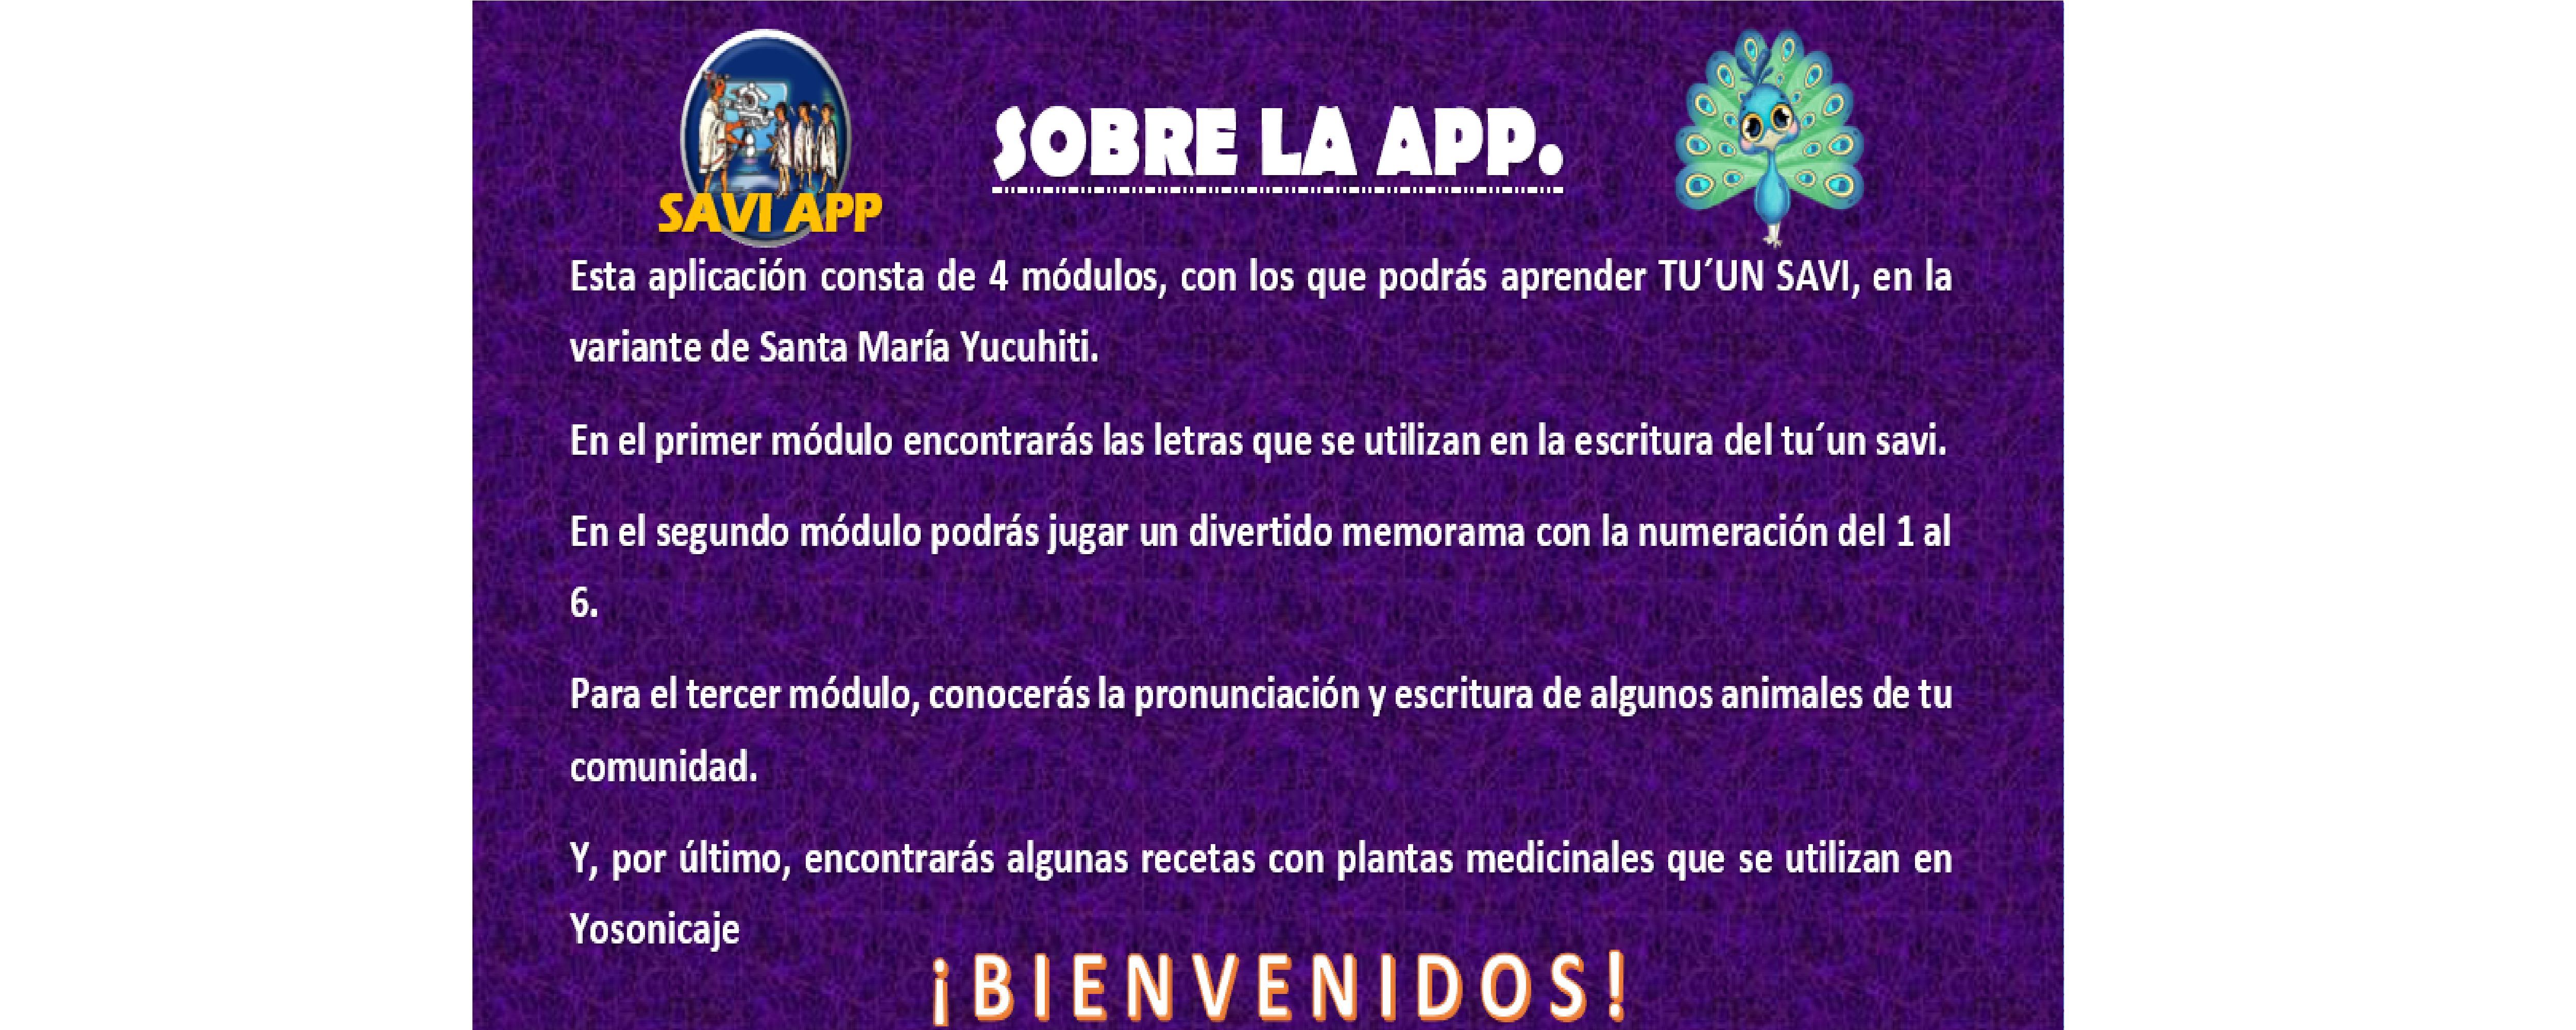 SAVI APP
SOBRE LA APP.
Esta aplicación consta de 4 módulos, con los que podrás aprender TU´UN SAVI, en la
variante de Santa María Yucuhiti.
En el primer módulo encontrarás las letras que se utilizan en la escritura del tu´un savi.
En el segundo módulo podrás jugar un divertido memorama con la numeración del 1 al
6.
Para el tercer módulo, conocerás la pronunciación y escritura de algunos animales de tu
comunidad.
Y, por último, encontrarás algunas recetas con plantas medicinales que se utilizan en
Yosonicaje
¡BIENVENIDOS!